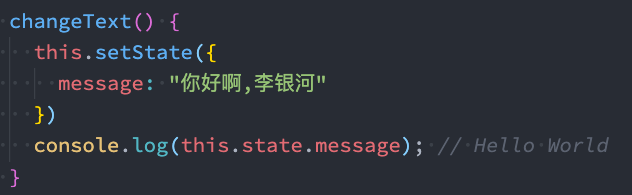 changeText() {
this.setState({
message: "你好啊,李银河"
})
console.log(this.state.message); // Hello World
}